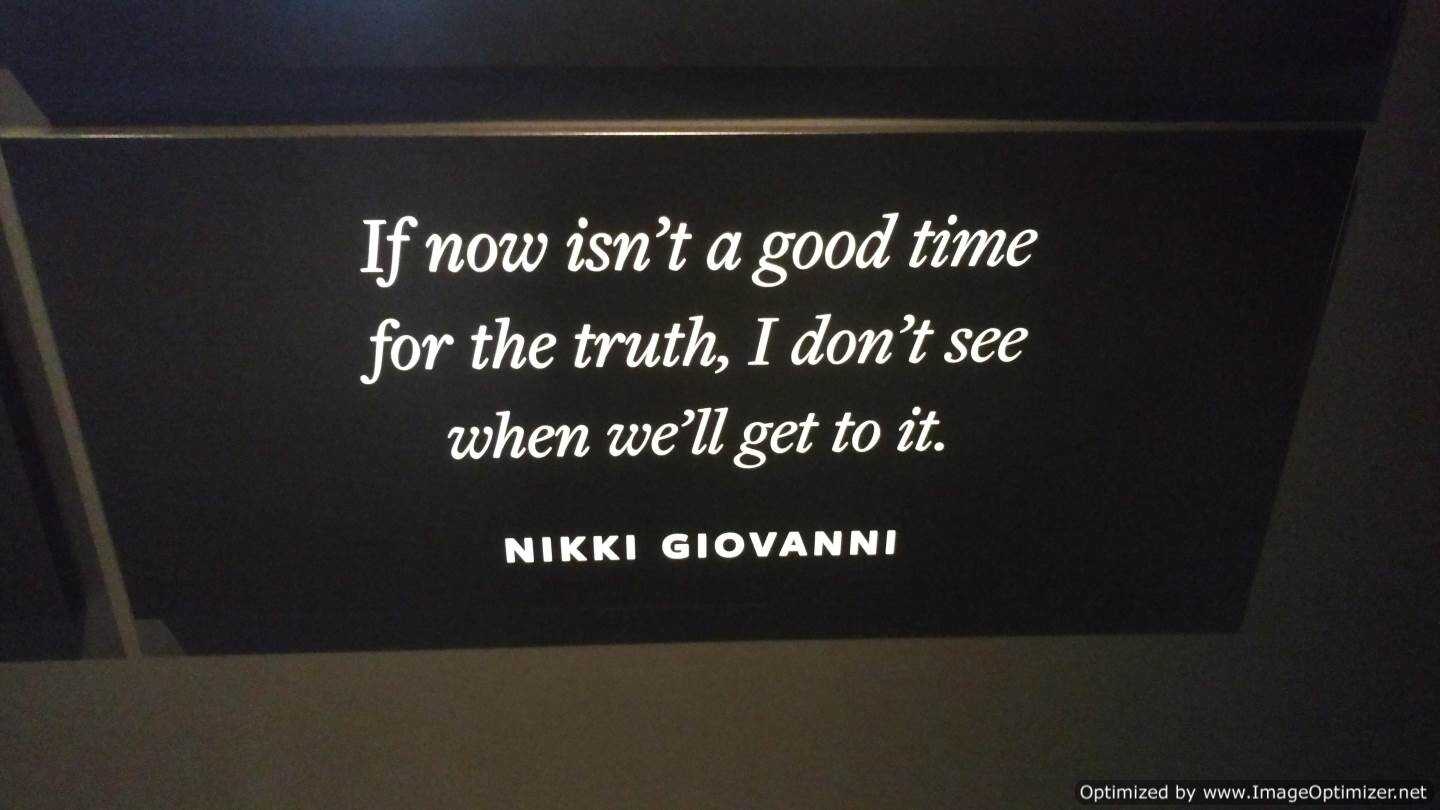 If now isn’t a good time
for the truth, I don’t see
when we’ll get to it.
NIKKI GIOVANNI
Optimized by www.ImageOptimizer.net